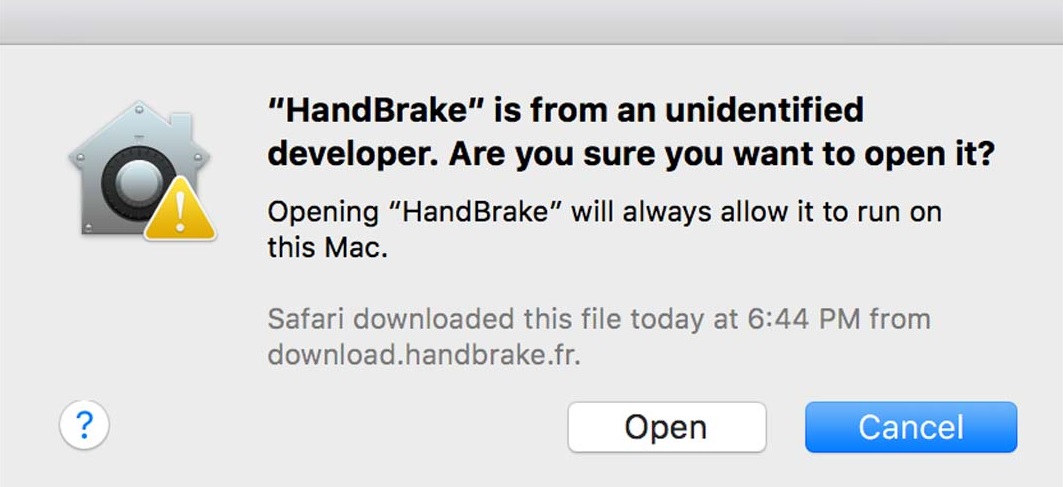 “HandBrake” is from an unidentified
developer. Are you sure you want to open it?
Opening “HandBrake” will always allow it to run on
this Mac.
Safari downloaded this file today at 6:44 PM from
download.handbrake.fr.
?
Open
Cancel